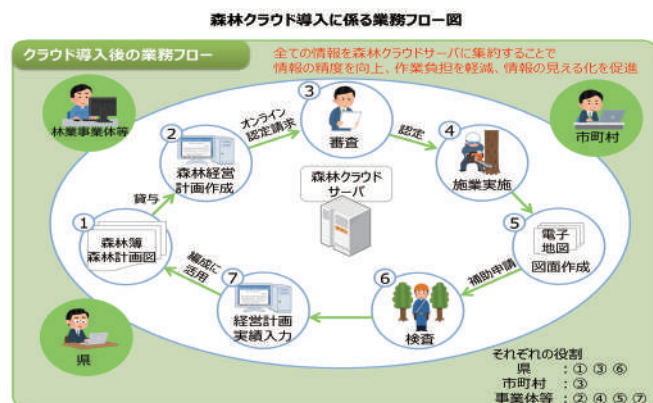 森林クラウド導入に係る業務フロー図
クラウド導入後の業務フロー
全ての情報を森林クラウドサーバに集約することで
情報の精度を向上、作業負担を軽減、情報の見える化を促進
林業事業体等
市町村
県
①
森林簿
森林計画図
貸与
②
森林経営
計画作成
オンライン
認定請求
③
審査
認定
④
施業実施
⑤
電子
地図
図面作成
補助申請
⑥
検査
⑦
経営計画
実績入力
編成に
活用
森林クラウド
サーバ
それぞれの役割
県 :①③⑥
市町村 :③
事業体等 :②④⑤⑦